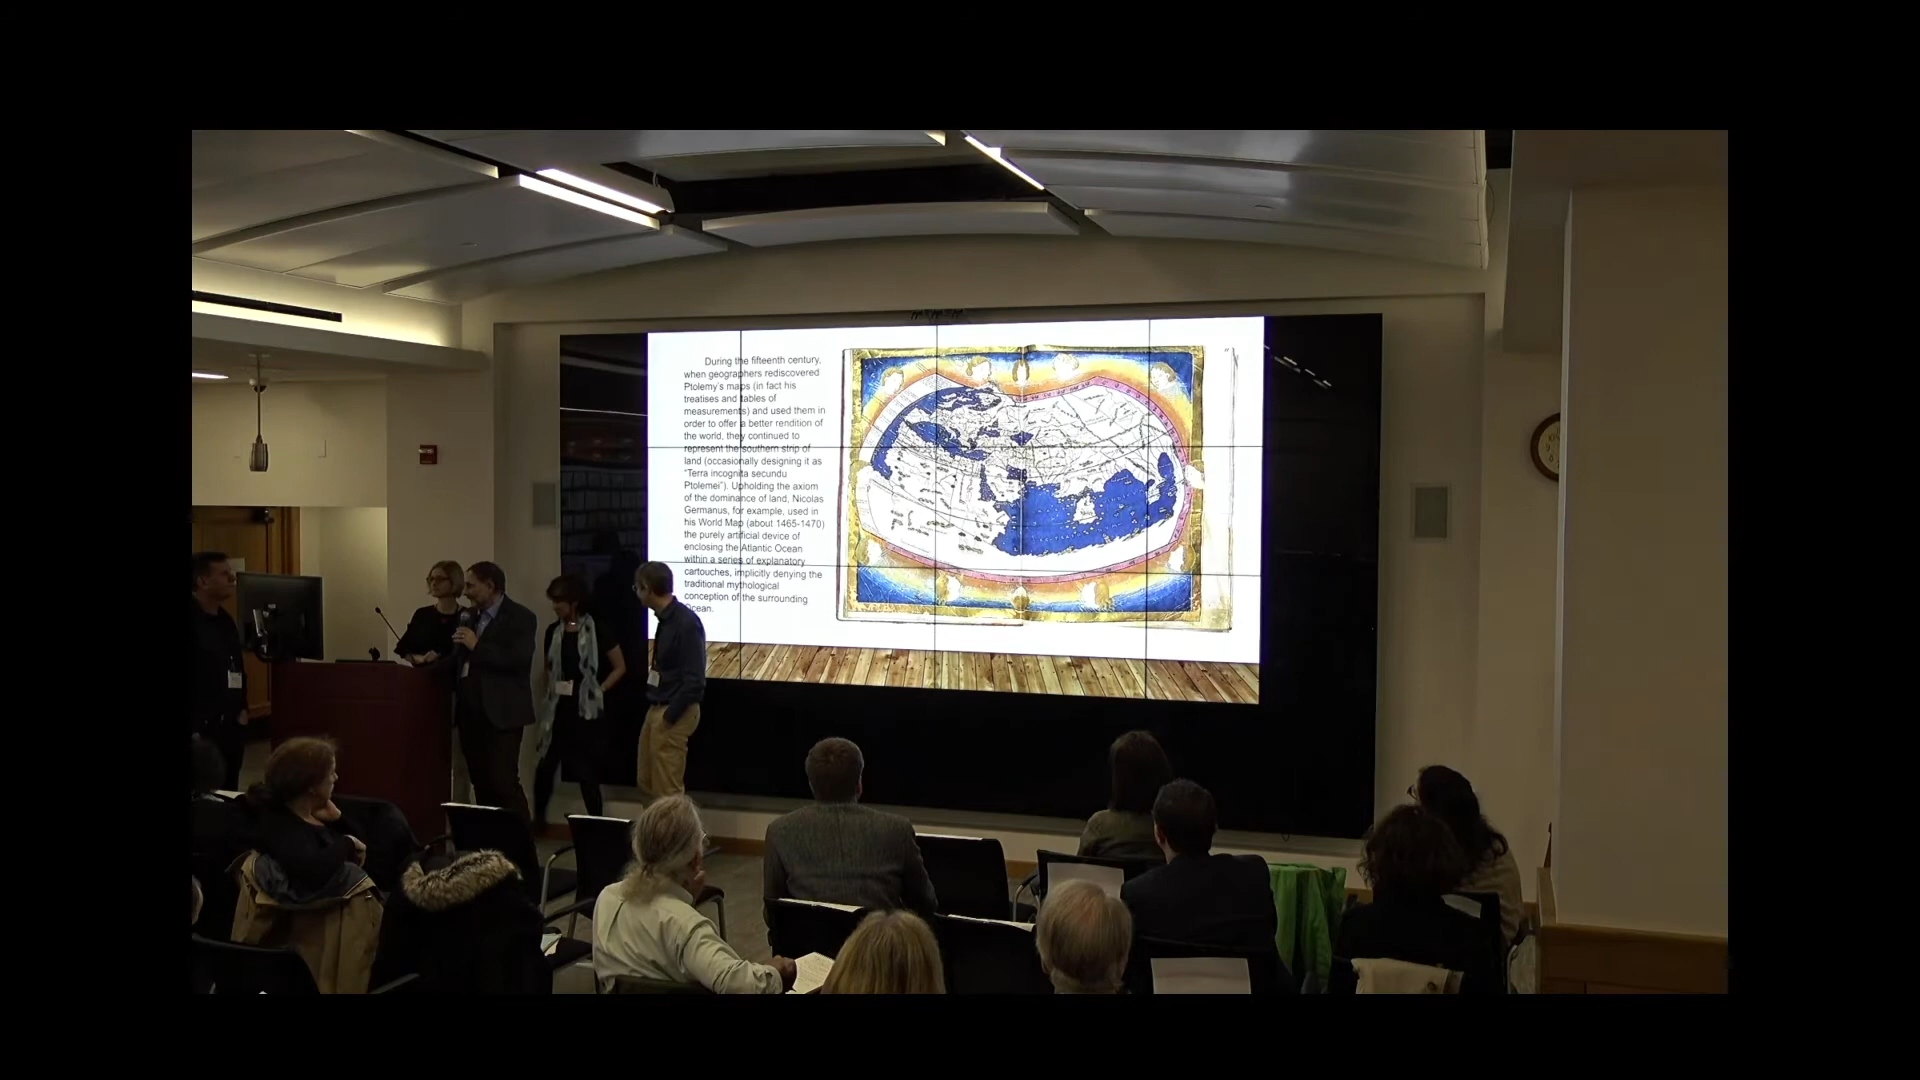 During the fifteenth century,
when geographers rediscovered
Ptolemy's maps (in fact his
treatises and tables of
measurements) and used them in
order to offer a better rendition of
the world, they continued to
represent the southern strip of
land (occasionally designing it as
"Terra incognita secundu
Ptolemei"). Upholding the axiom
of the dominance of land, Nicolas
Germanus, for example, used in
his World Map (about 1465-1470)
the purely artificial device of
enclosing the Atlantic Ocean
within a series of explanatory
cartouches, implicitly denying the
traditional mythological
conception of the surrounding
Ocean.